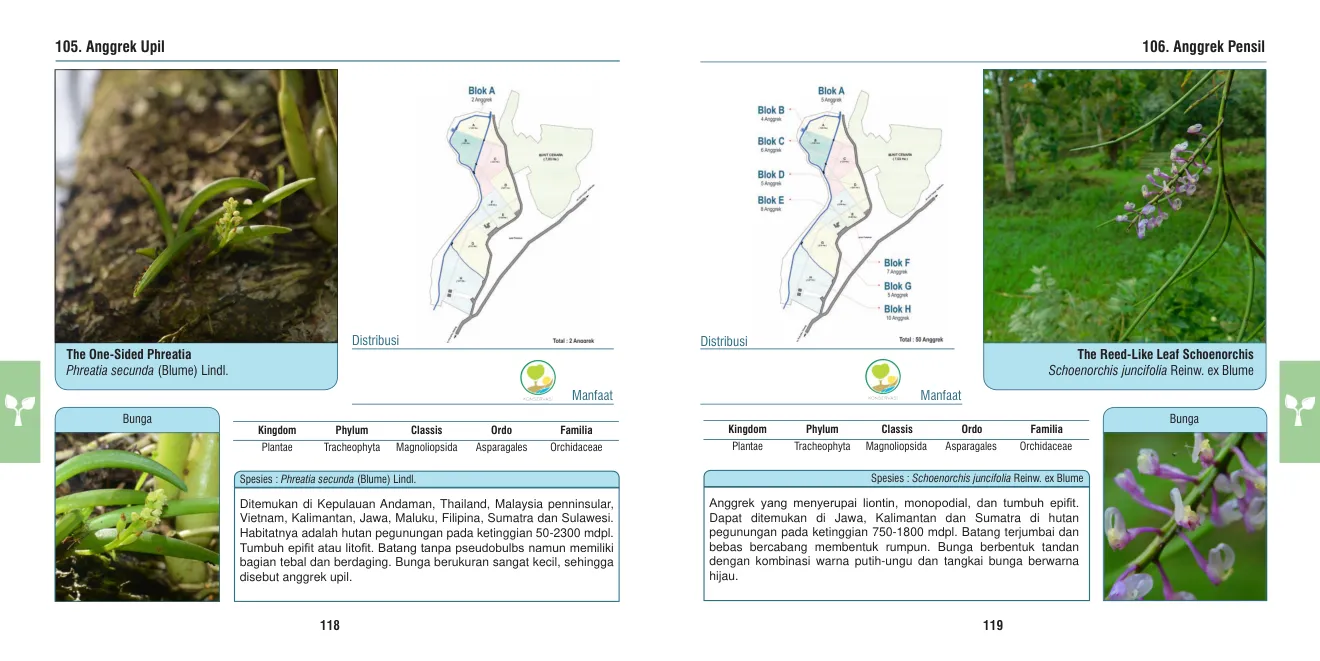 105. Anggrek Upil
Blok A
2 Anggrek
BUKIT DEWATA
Distribusi
Total : 2 Anggrek
The One-Sided Phreatia
Phreatia secunda (Blume) Lindl.
KONSERVASI
Manfaat
Bunga
Kingdom Phylum Classis Ordo Familia
Plantae Tracheophyta Magnoliopsida Asparagales Orchidaceae
Spesies : Phreatia secunda (Blume) Lindl.
Ditemukan di Kepulauan Andaman, Thailand, Malaysia penninsular,
Vietnam, Kalimantan, Jawa, Maluku, Filipina, Sumatra dan Sulawesi.
Habitatnya adalah hutan pegunungan pada ketinggian 50-2300 mdpl.
Tumbuh epifit atau litofit. Batang tanpa pseudobulbs namun memiliki
bagian tebal dan berdaging. Bunga berukuran sangat kecil, sehingga
disebut anggrek upil.
118
106. Anggrek Pensil
Blok A
5 Anggrek
Blok B
4 Anggrek
Blok C
6 Anggrek
Blok D
5 Anggrek
Blok E
8 Anggrek
Blok F
7 Anggrek
Blok G
5 Anggrek
Blok H
10 Anggrek
Distribusi
Total : 50 Anggrek
The Reed-Like Leaf Schoenorchis
Schoenorchis juncifolia Reinw. ex Blume
KONSERVASI
Manfaat
Kingdom Phylum Classis Ordo Familia
Plantae Tracheophyta Magnoliopsida Asparagales Orchidaceae
Bunga
Spesies : Schoenorchis juncifolia Reinw. ex Blume
Anggrek yang menyerupai liontin, monopodial, dan tumbuh epifit.
Dapat ditemukan di Jawa, Kalimantan dan Sumatra di hutan
pegunungan pada ketinggian 750-1800 mdpl. Batang terjumbai dan
bebas bercabang membentuk rumpun. Bunga berbentuk tandan
dengan kombinasi warna putih-ungu dan tangkai bunga berwarna
hijau.
119